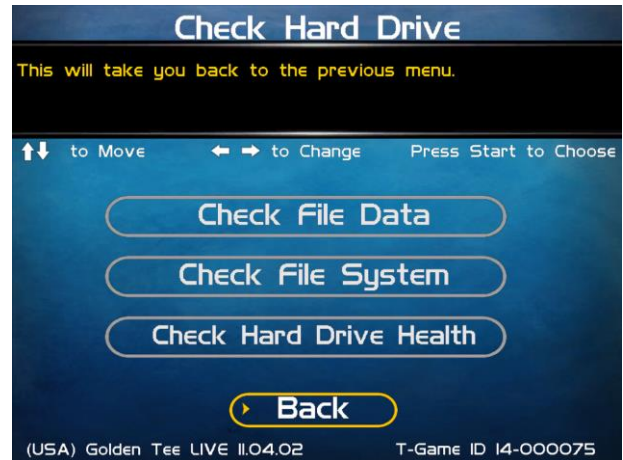 Check Hard Drive
This will take you back to the previous menu.
to Move to Change Press Start to Choose
Check File Data
Check File System
Check Hard Drive Health
Back
(USA) Golden Tee LIVE 11.04.02 T-Game ID 14-000075